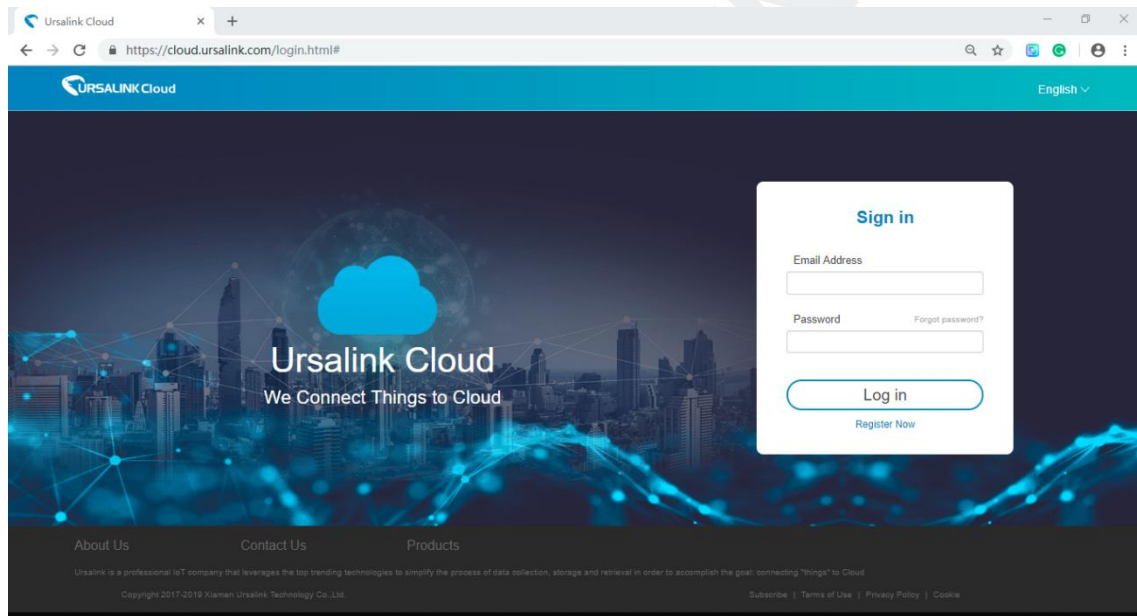 Ursalink Cloud
https://cloud.ursalink.com/login.html#
URSALINK Cloud
English
Sign in
Email Address
Password Forgot password?
Log in
Register Now
Ursalink Cloud
We Connect Things to Cloud
About Us Contact Us Products
Ursalink is a professional IoT company that leverages the top trending technologies to simplify the process of data collection, storage and retrieval in order to accomplish the goal: connecting "things" to Cloud
Copyright 2017-2019 Xiamen Ursalink Technology Co.,Ltd. Subscribe | Terms of Use | Privacy Policy | Cookie